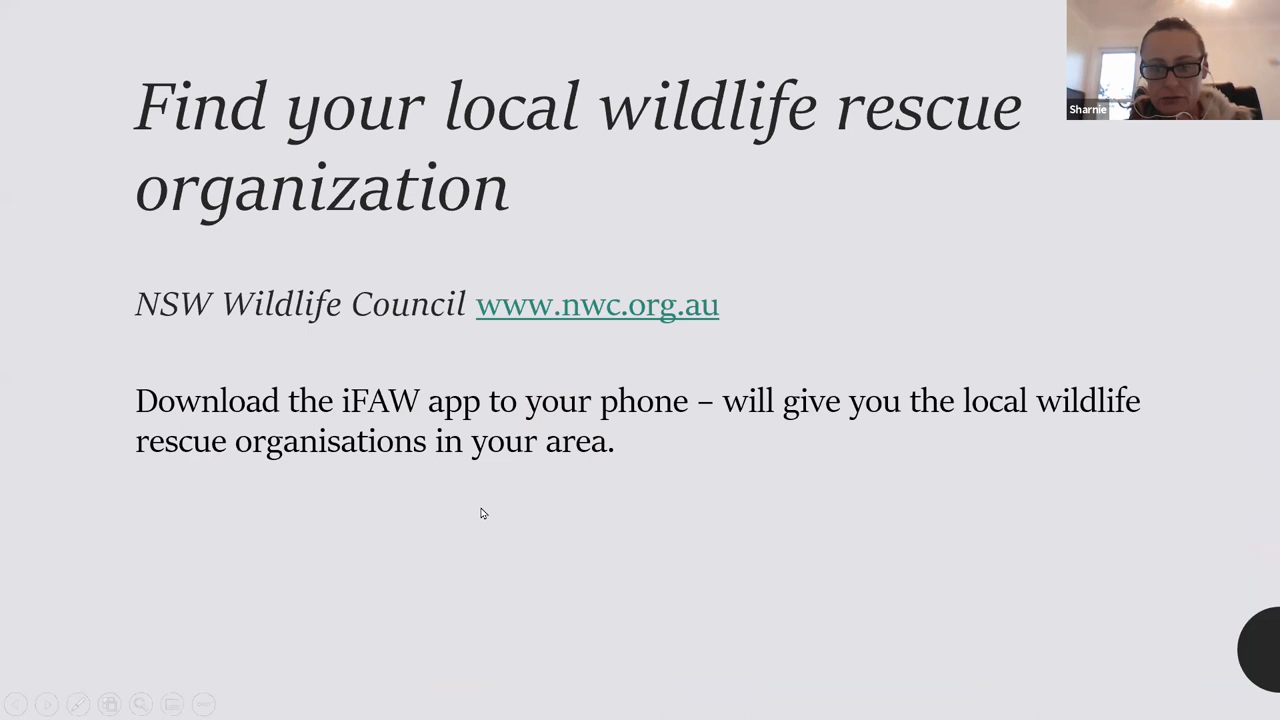 Find your local wildlife rescue
organization
Sharnie
NSW Wildlife Council www.nwc.org.au
Download the iFAW app to your phone – will give you the local wildlife
rescue organisations in your area.